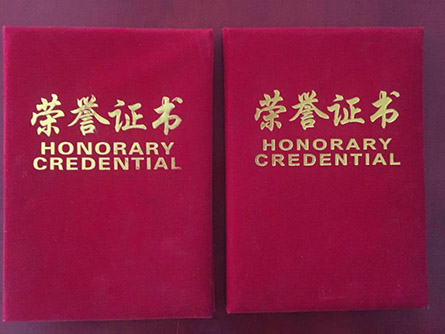 荣誉证书
HONORARY
CREDENTIAL
荣誉证书
HONORARY
CREDENTIAL